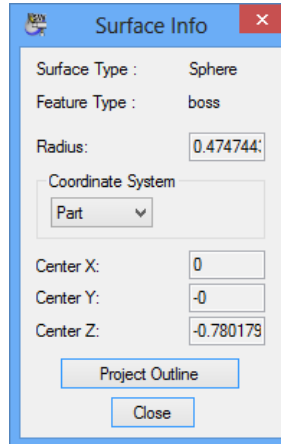 Surface Info
Surface Type : Sphere
Feature Type : boss
Radius: 0.474744
Coordinate System
Part
Center X: 0
Center Y: -0
Center Z: -0.780179
Project Outline
Close